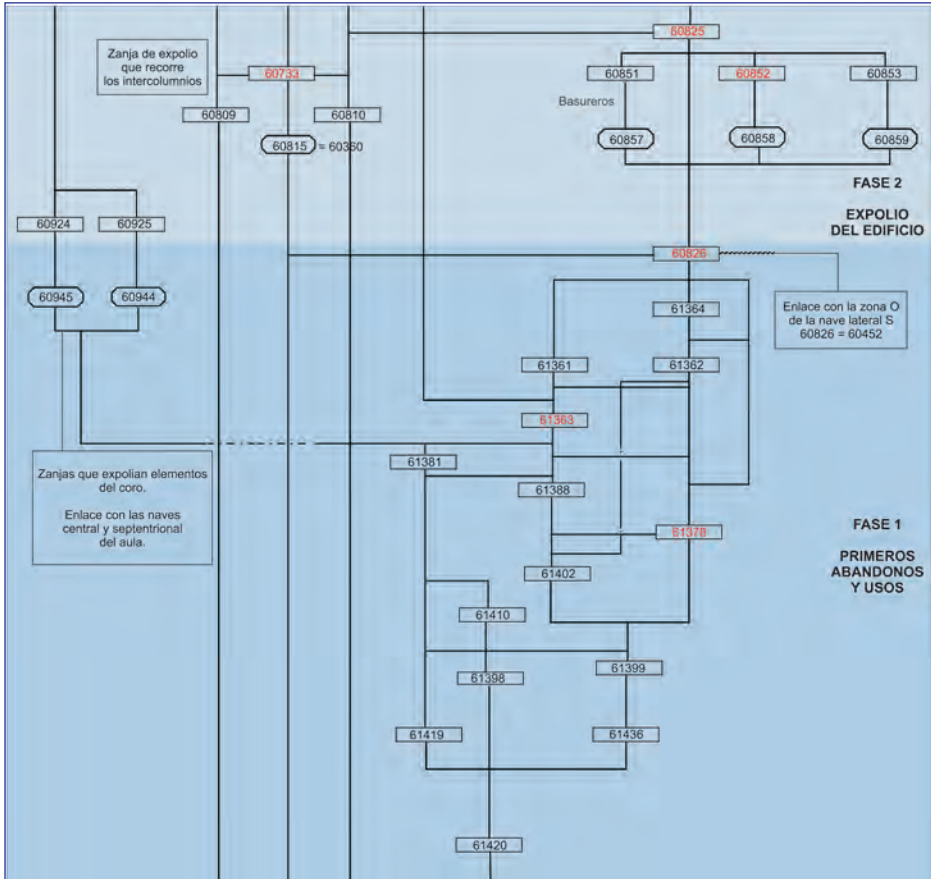 60825
Zanja de expolio
que recorre
los intercolumnios
60733
60851
60852
60853
Basureros
60809
60810
60815 = 60360
60857
60858
60859
FASE 2
EXPOLIO
DEL EDIFICIO
60924
60925
60826
60945
60944
61364
Enlace con la zona O
de la nave lateral S
60826 = 60452
61361
61362
61363
61381
61388
Zanjas que expolian elementos
del coro.
Enlace con las naves
central y septentrional
del aula.
61378
FASE 1
PRIMEROS
ABANDONOS
Y USOS
61402
61410
61399
61398
61419
61436
61420